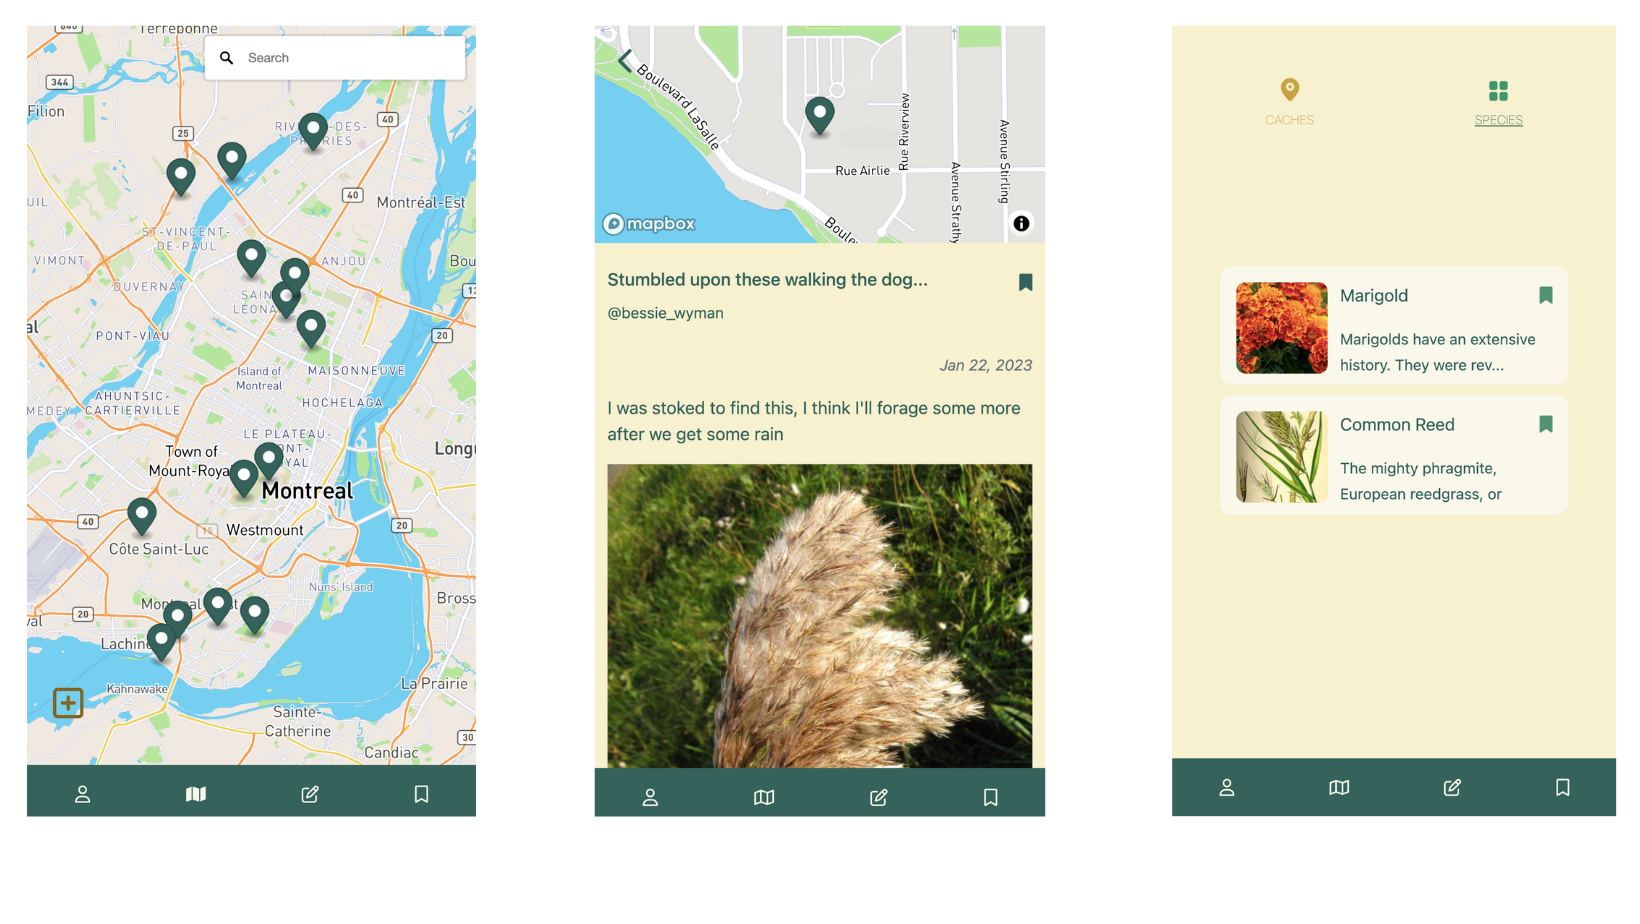 640
Terrebonne
Search
344
Filion
25
40
RIVIÈRE-DES-
PRAIRIES
40
Montréal-Est
UIL
ST-VINCENT-
DE-PAUL
VIMONT
ANJOU
Bou
DUVERNAY
SAIN
LEONA
13
al
PONT-VIAU
20
Island of
Montreal
MAISONNEUVE
AHUNTSIC-
CARTIERVILLE
MEDEY
HOCHELAGA
LE PLATEAU-
ONT-
YAL
Town of
Mount-Roya
Longu
Montreal
40
15
Westmount
20
Côte Saint-Luc
Nuns' Island
Bross
20
val
Lachine
La Prairie
Kahnawake
Sainte-
Catherine
30
Candiac
Boulevard LaSalle
Rue Riverview
Avenue Stirling
Rue Airlie
Avenue Strathy
Boule
mapbox
Stumbled upon these walking the dog...
@bessie_wyman
Jan 22, 2023
I was stoked to find this, I think I'll forage some more
after we get some rain
CACHES
SPECIES
Marigold
Marigolds have an extensive
history. They were rev...
Common Reed
The mighty phragmite,
European reedgrass, or